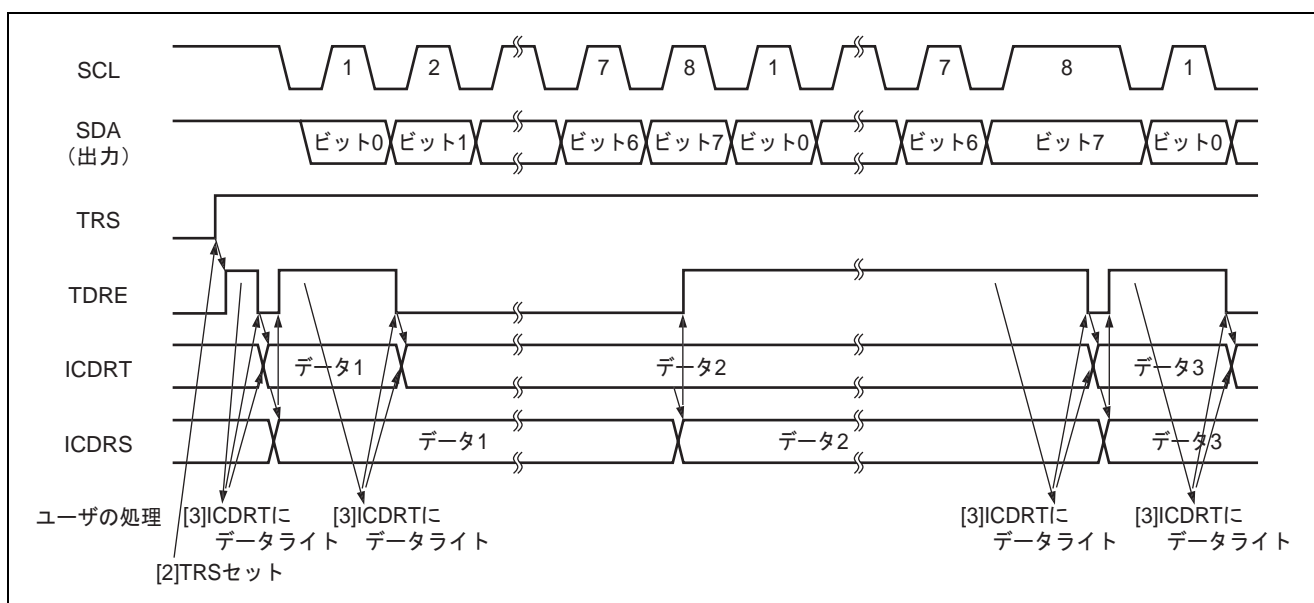 SCL
1 2 7 8 1 7 8 1
SDA
（出力）
ビット0 ビット1 ビット6 ビット7 ビット0 ビット6 ビット7 ビット0
TRS
TDRE
ICDRT
データ1 データ2 データ3
ICDRS
データ1 データ2 データ3
ユーザの処理
[3]ICDRTに
データライト
[3]ICDRTに
データライト
[3]ICDRTに
データライト
[3]ICDRTに
データライト
[2]TRSセット